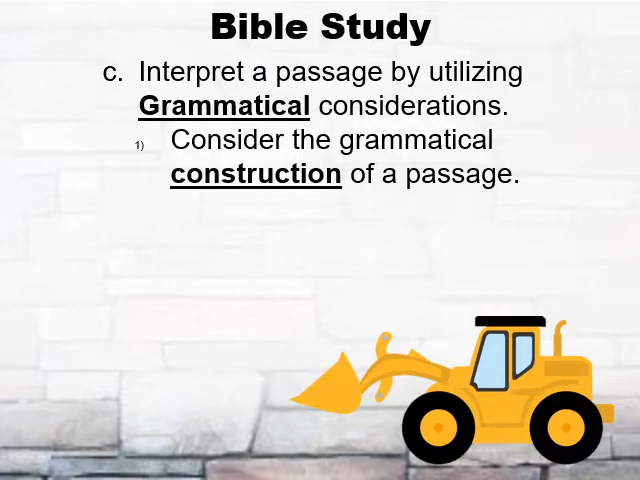 Bible Study
c. Interpret a passage by utilizing
Grammatical considerations.
1) Consider the grammatical
construction of a passage.